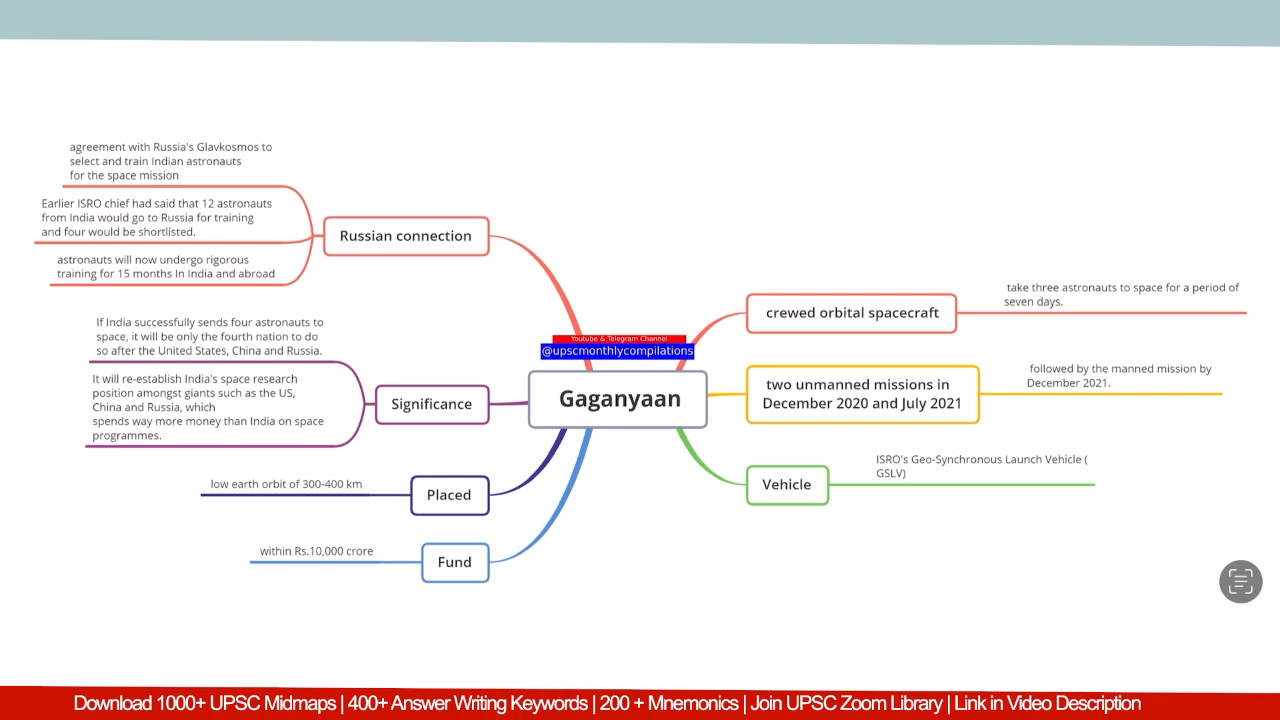 agreement with Russia's Glavkosmos to
select and train Indian astronauts
for the space mission
Earlier ISRO chief had said that 12 astronauts
from India would go to Russia for training
and four would be shortlisted.
astronauts will now undergo rigorous
training for 15 months In India and abroad
Russian connection
If India successfully sends four astronauts to
space, it will be only the fourth nation to do
so after the United States, China and Russia.
It will re-establish India's space research
position amongst giants such as the US,
China and Russia, which
spends way more money than India on space
programmes.
Significance
low earth orbit of 300-400 km
Placed
within Rs.10,000 crore
Fund
Youtube & Telegram Channel
@upscmonthlycompilations
Gaganyaan
crewed orbital spacecraft
take three astronauts to space for a period of
seven days.
two unmanned missions in
December 2020 and July 2021
followed by the manned mission by
December 2021.
Vehicle
ISRO's Geo-Synchronous Launch Vehicle (
GSLV)
Download 1000+ UPSC Midmaps | 400+ Answer Writing Keywords | 200 + Mnemonics | Join UPSC Zoom Library | Link in Video Description